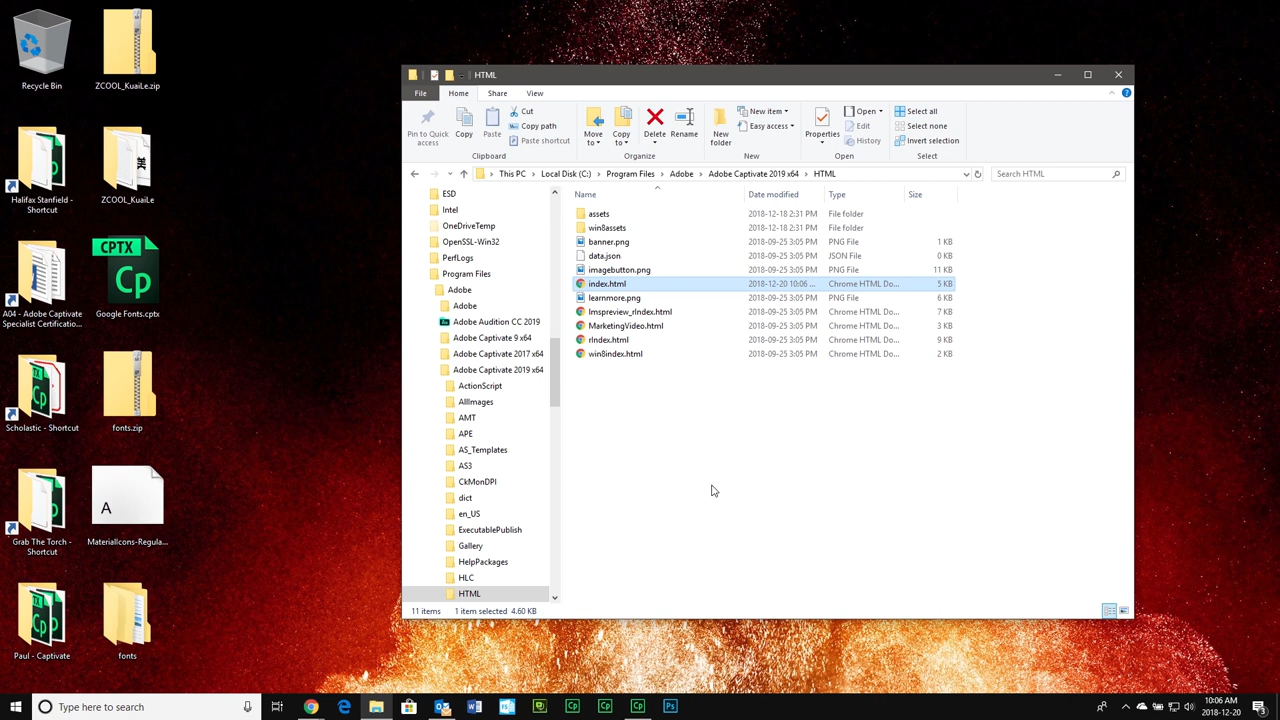 Recycle Bin
ZCOOL_KuaiLe.zip
Halifax Stanfield -
Shortcut
ZCOOL_KuaiLe
美
CPTX
Cp
A04 - Adobe Captivate
Specialist Certificatio...
Google Fonts.cptx
Scholastic - Shortcut
fonts.zip
Grab The Torch -
Shortcut
A
MaterialIcons-Regula...
Paul - Captivate
fonts
HTML
File
Home
Share
View
Pin to Quick
access
Copy
Paste
Cut
Copy path
Paste shortcut
Clipboard
Move
to
Copy
to
Delete
Rename
Organize
New
folder
New item
Easy access
New
Properties
Open
Edit
History
Open
Select all
Select none
Invert selection
Select
This PC > Local Disk (C:) > Program Files > Adobe > Adobe Captivate 2019 x64 > HTML
Search HTML
ESD
Intel
OneDriveTemp
OpenSSL-Win32
PerfLogs
Program Files
Adobe
Adobe
Adobe Audition CC 2019
Adobe Captivate 9 x64
Adobe Captivate 2017 x64
Adobe Captivate 2019 x64
ActionScript
AllImages
AMT
APE
AS_Templates
AS3
CkMonDPI
dict
en_US
ExecutablePublish
Gallery
HelpPackages
HLC
HTML
Name Date modified Type Size
assets 2018-12-18 2:31 PM File folder
win8assets 2018-12-18 2:31 PM File folder
banner.png 2018-09-25 3:05 PM PNG File 1 KB
data.json 2018-09-25 3:05 PM JSON File 0 KB
imagebutton.png 2018-09-25 3:05 PM PNG File 11 KB
index.html 2018-12-20 10:06 ... Chrome HTML Do... 5 KB
learnmore.png 2018-09-25 3:05 PM PNG File 6 KB
lmspreview_rIndex.html 2018-09-25 3:05 PM Chrome HTML Do... 7 KB
MarketingVideo.html 2018-09-25 3:05 PM Chrome HTML Do... 3 KB
rIndex.html 2018-09-25 3:05 PM Chrome HTML Do... 9 KB
win8index.html 2018-09-25 3:05 PM Chrome HTML Do... 2 KB
11 items 1 item selected 4.60 KB
Type here to search
10:06 AM
2018-12-20